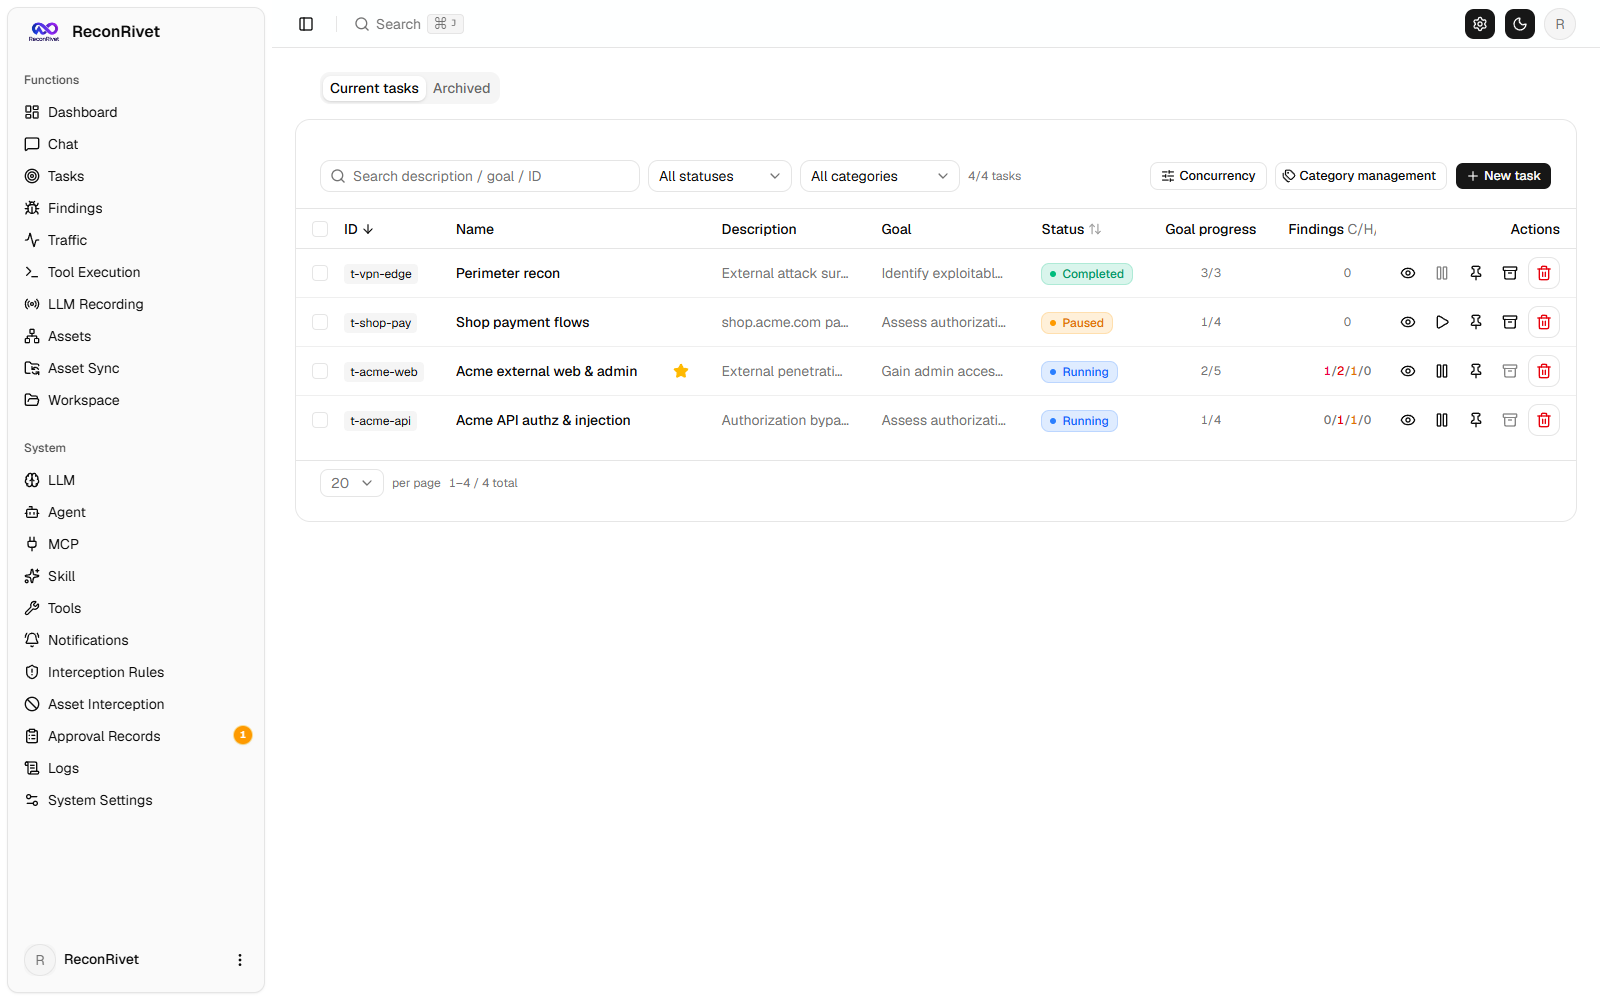 ReconRivet
ReconRivet
Functions
Dashboard
Chat
Tasks
Findings
Traffic
Tool Execution
LLM Recording
Assets
Asset Sync
Workspace
System
LLM
Agent
MCP
Skill
Tools
Notifications
Interception Rules
Asset Interception
Approval Records 1
Logs
System Settings
R ReconRivet
Search ⌘ J
R
Current tasks Archived
Search description / goal / ID All statuses All categories 4/4 tasks Concurrency Category management New task
ID Name Description Goal Status Goal progress Findings C/H/ Actions
t-vpn-edge Perimeter recon External attack sur... Identify exploitabl... Completed 3/3 0
t-shop-pay Shop payment flows shop.acme.com pa... Assess authorizati... Paused 1/4 0
t-acme-web Acme external web & admin External penetrati... Gain admin acces... Running 2/5 1/2/1/0
t-acme-api Acme API authz & injection Authorization bypa... Assess authorizati... Running 1/4 0/1/1/0
20 per page 1–4 / 4 total